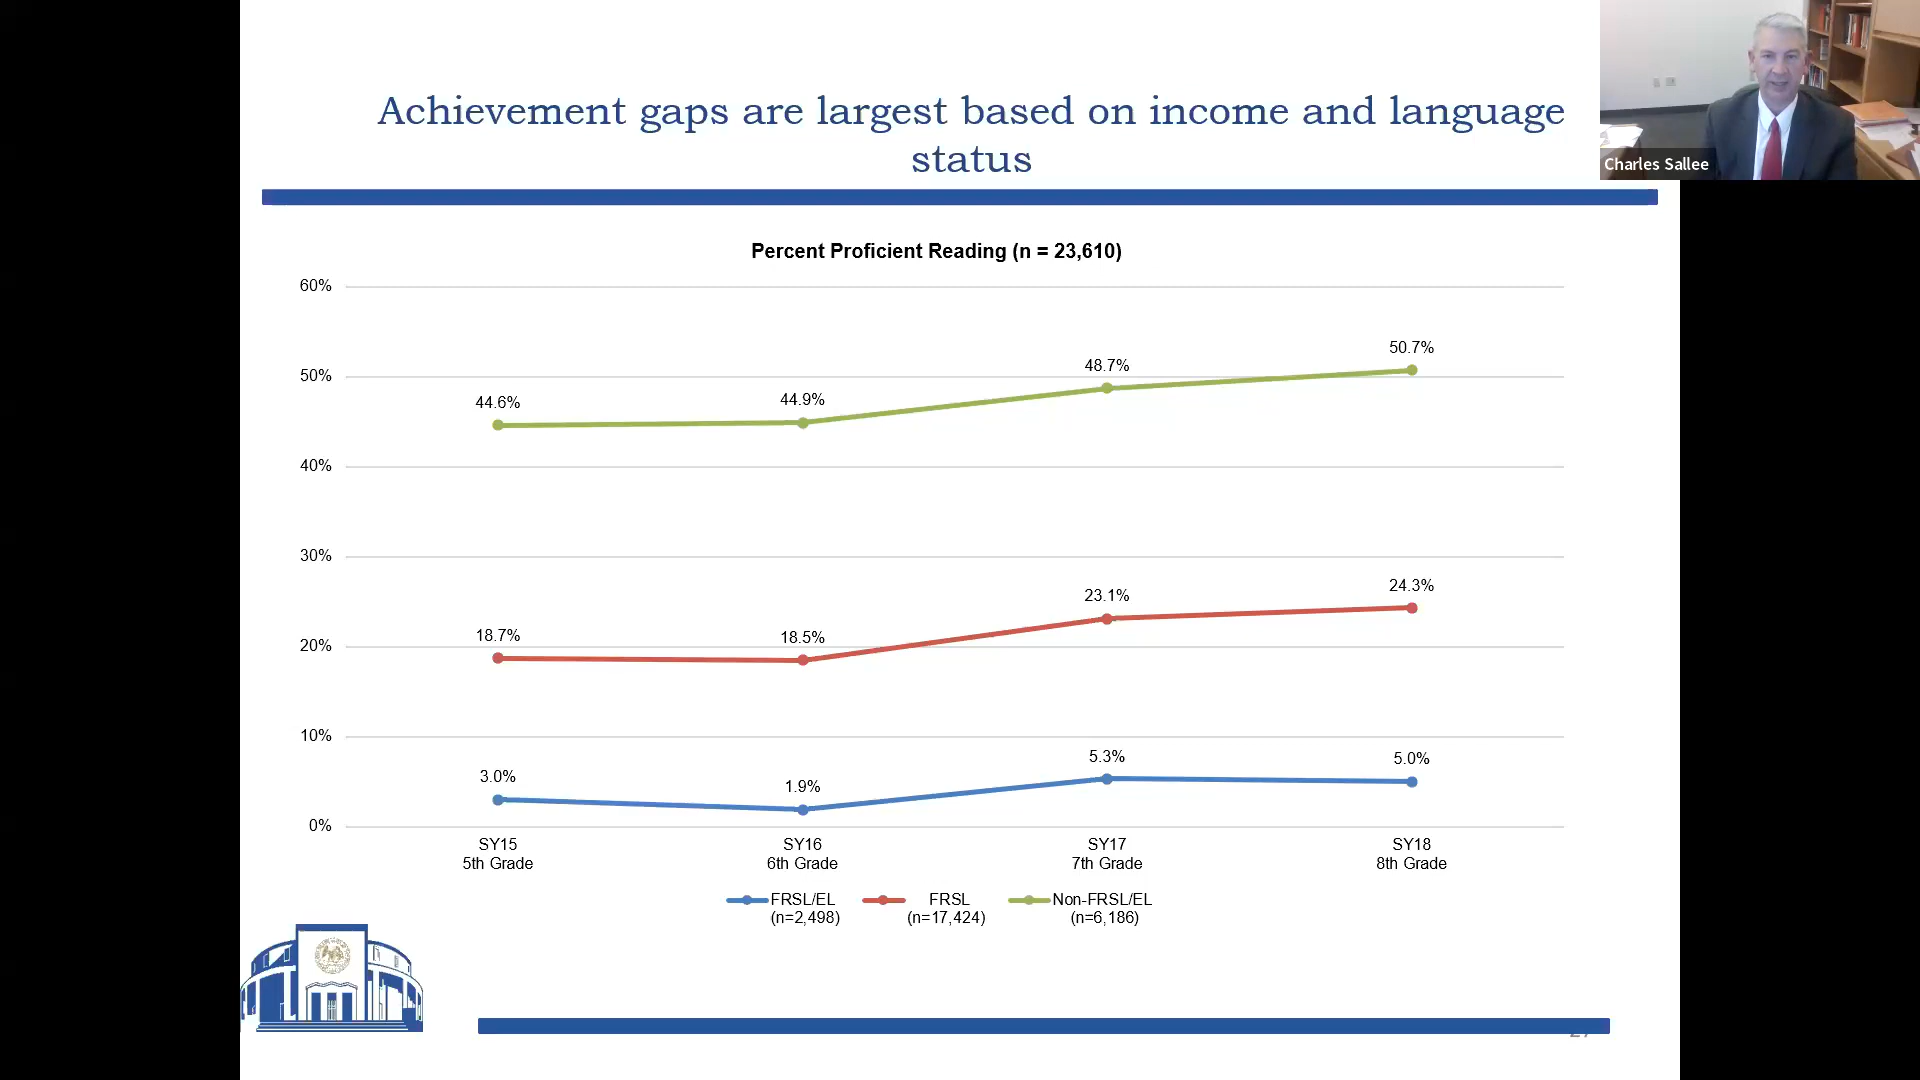 Achievement gaps are largest based on income and language
status
Charles Sallee
Percent Proficient Reading (n = 23,610)
60%
50%
40%
30%
20%
10%
0%
44.6%
44.9%
48.7%
50.7%
18.7%
18.5%
23.1%
24.3%
3.0%
1.9%
5.3%
5.0%
SY15
5th Grade
SY16
6th Grade
SY17
7th Grade
SY18
8th Grade
FRSL/EL
(n=2,498)
FRSL
(n=17,424)
Non-FRSL/EL
(n=6,186)